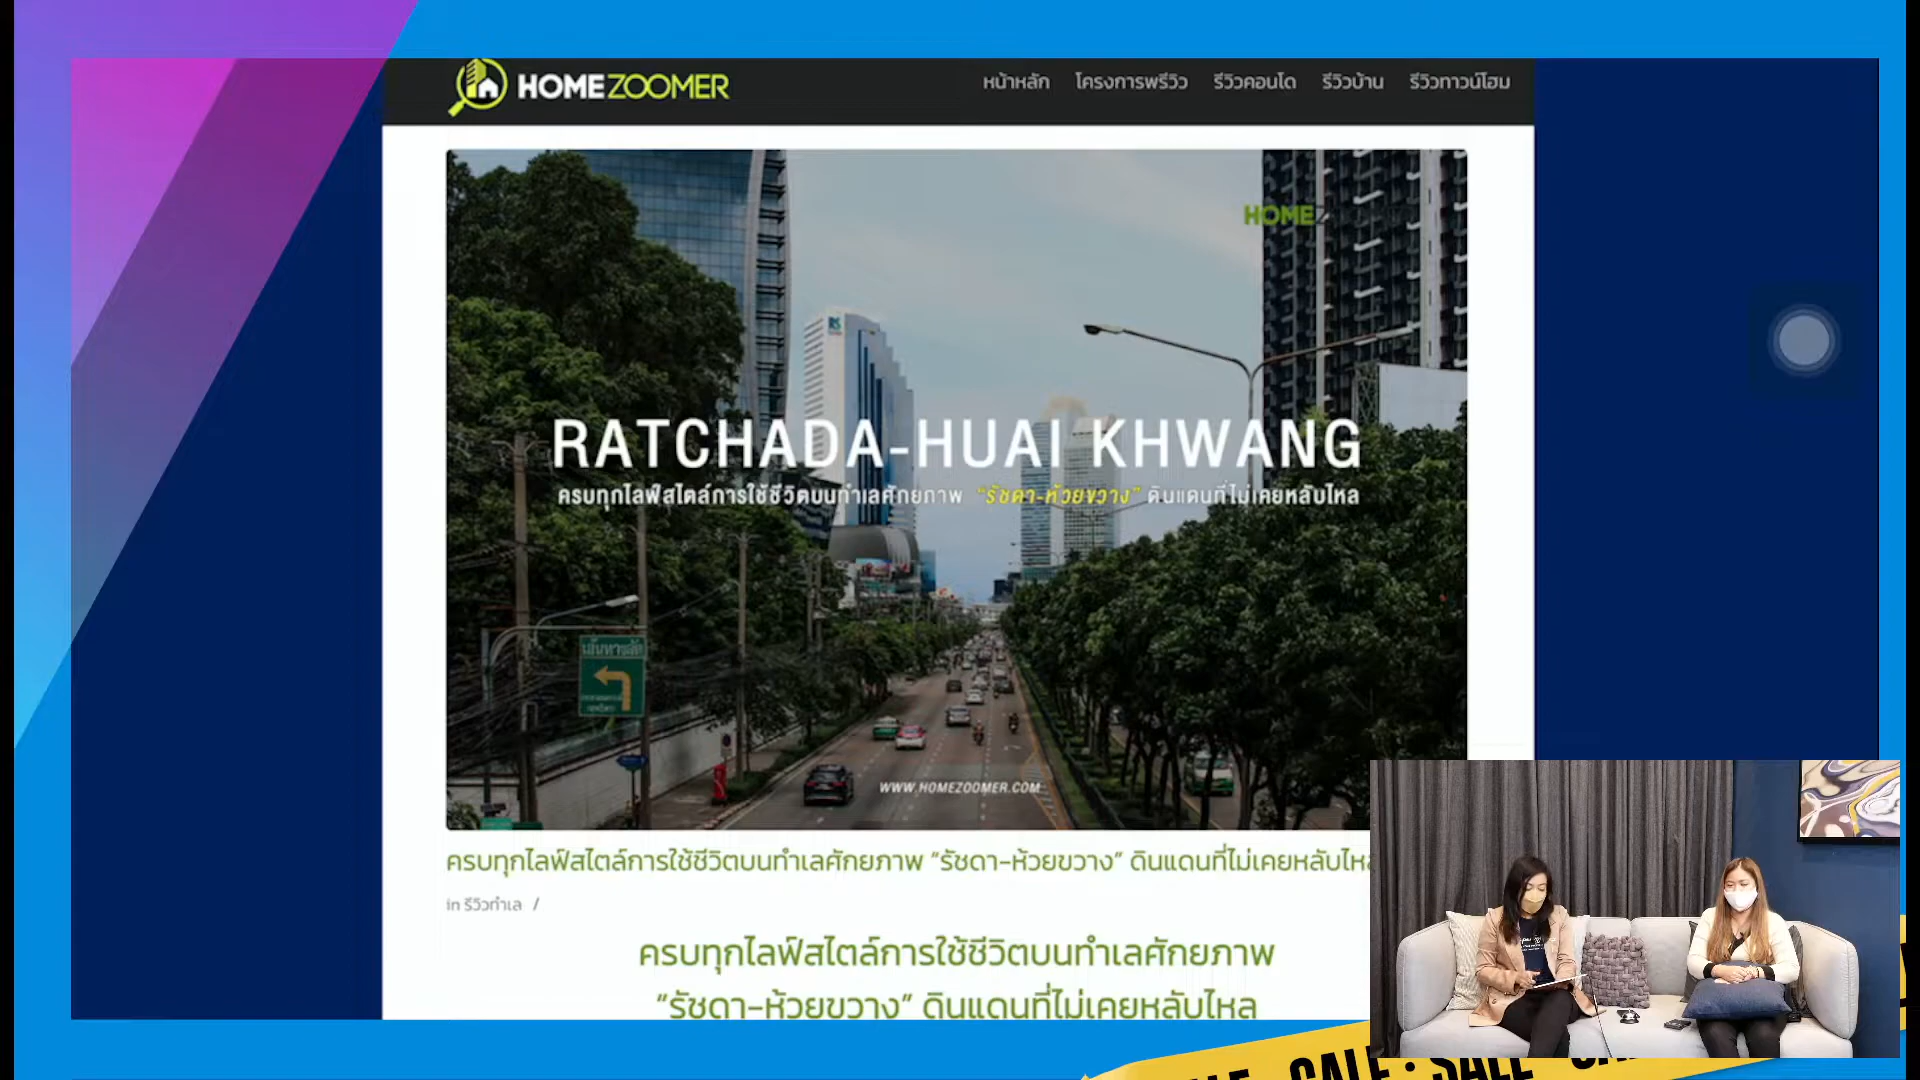 HOMEZOOMER
หน้าหลัก โครงการพรีวิว รีวิวคอนโด รีวิวบ้าน รีวิวทาวน์โฮม
HOMEZ
RS
RATCHADA-HUAI KHWANG
ครบทุกไลฟ์สไตล์การใช้ชีวิตบนทำเลศักยภาพ "รัชดา-ห้วยขวาง" ดินแดนที่ไม่เคยหลับไหล
WWW.HOMEZOOMER.COM
ครบทุกไลฟ์สไตล์การใช้ชีวิตบนทำเลศักยภาพ “รัชดา-ห้วยขวาง” ดินแดนที่ไม่เคยหลับไหล
in รีวิวทำเล /
ครบทุกไลฟ์สไตล์การใช้ชีวิตบนทำเลศักยภาพ
“รัชดา-ห้วยขวาง” ดินแดนที่ไม่เคยหลับไหล
SALE · SALE